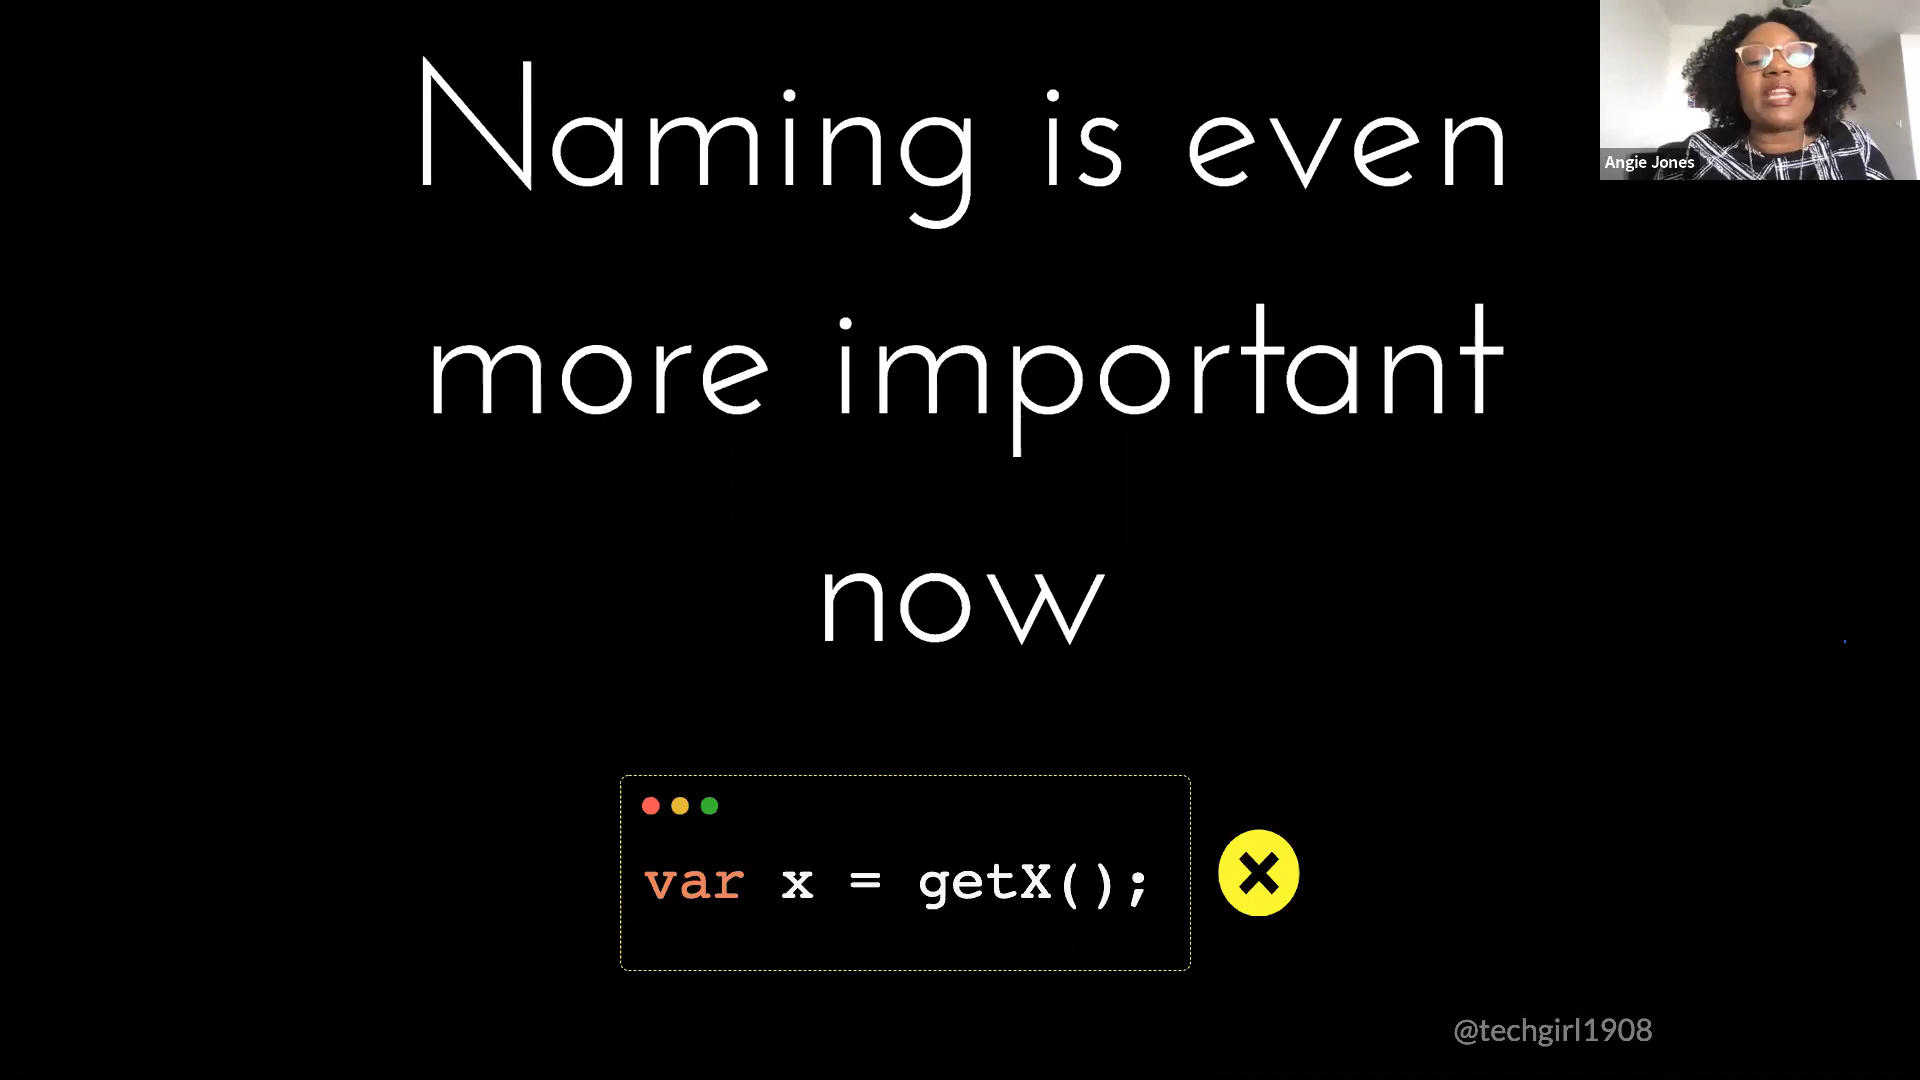 Naming is even
more important
now
var x = getX();
Angie Jones
@techgirl1908